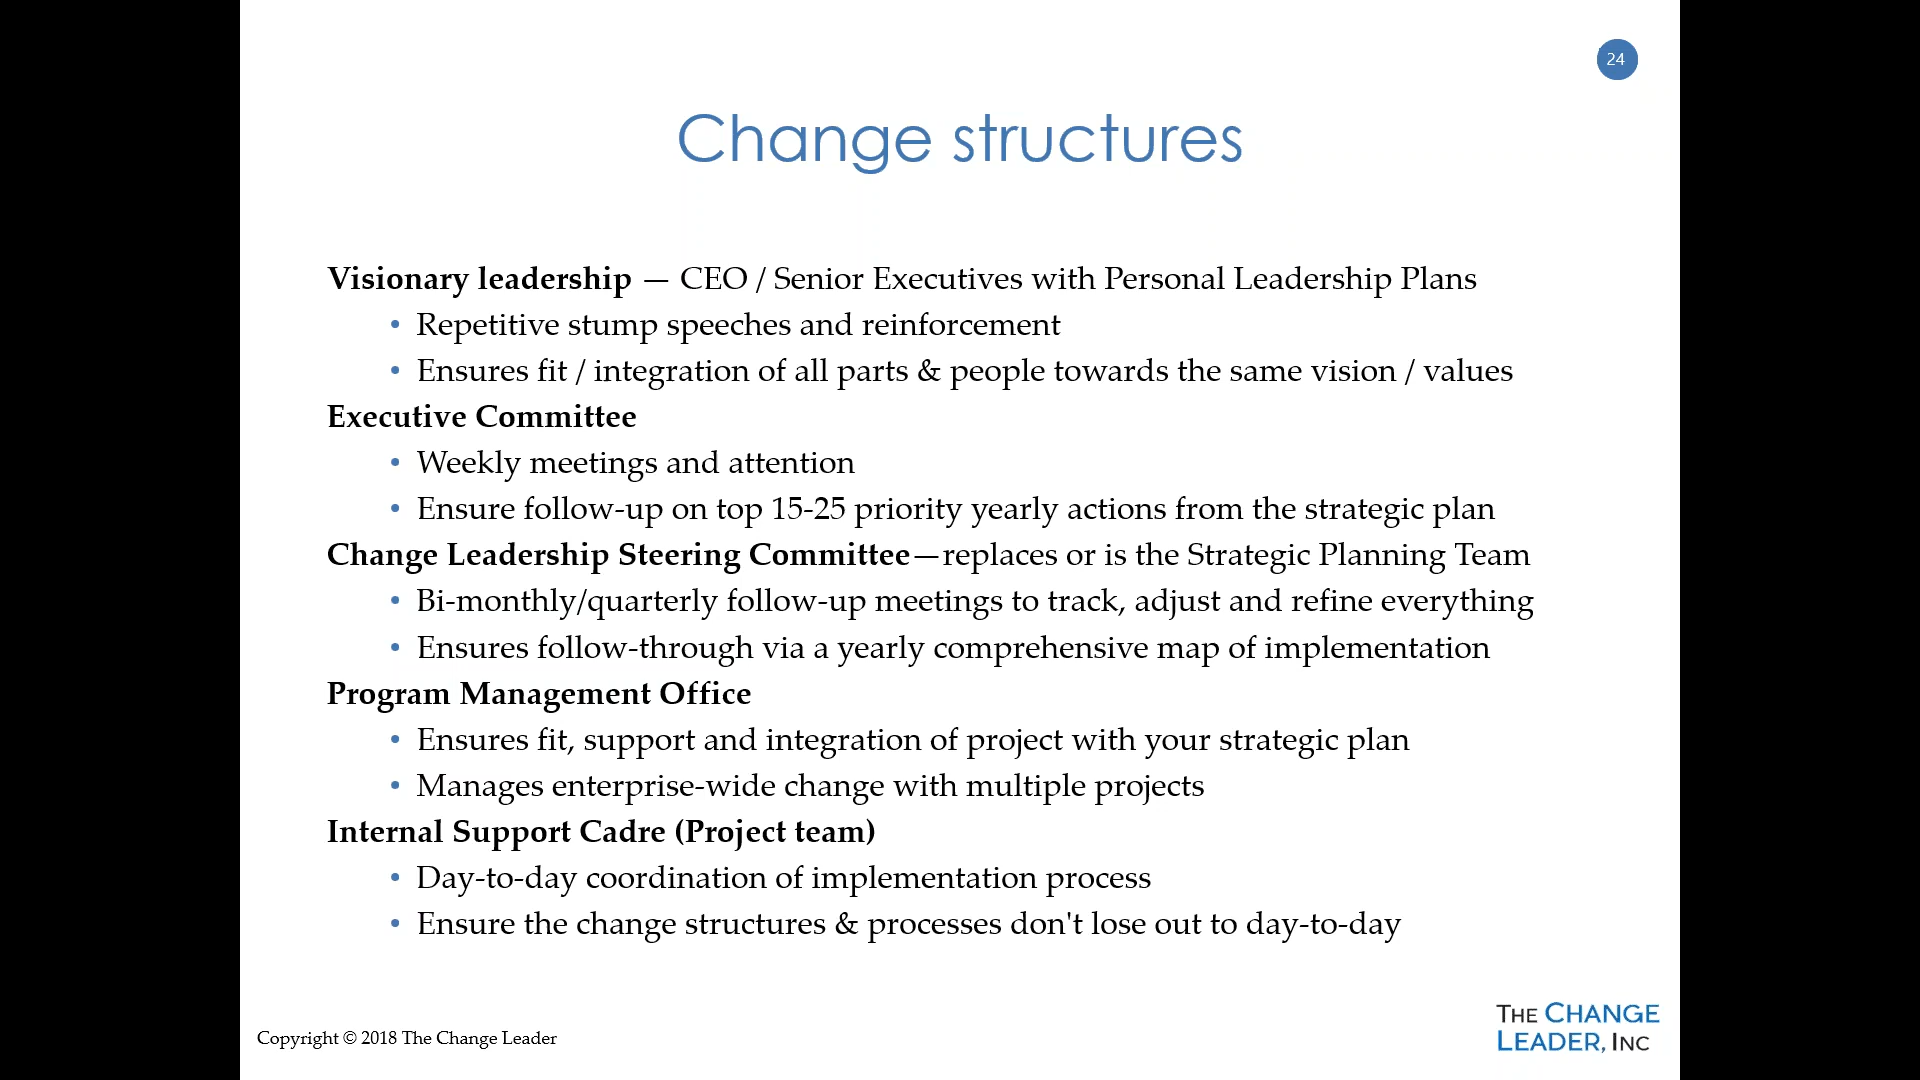 24
Change structures
Visionary leadership — CEO / Senior Executives with Personal Leadership Plans
• Repetitive stump speeches and reinforcement
• Ensures fit / integration of all parts & people towards the same vision / values
Executive Committee
• Weekly meetings and attention
• Ensure follow-up on top 15-25 priority yearly actions from the strategic plan
Change Leadership Steering Committee—replaces or is the Strategic Planning Team
• Bi-monthly/quarterly follow-up meetings to track, adjust and refine everything
• Ensures follow-through via a yearly comprehensive map of implementation
Program Management Office
• Ensures fit, support and integration of project with your strategic plan
• Manages enterprise-wide change with multiple projects
Internal Support Cadre (Project team)
• Day-to-day coordination of implementation process
• Ensure the change structures & processes don't lose out to day-to-day
Copyright © 2018 The Change Leader
THE CHANGE
LEADER, INC